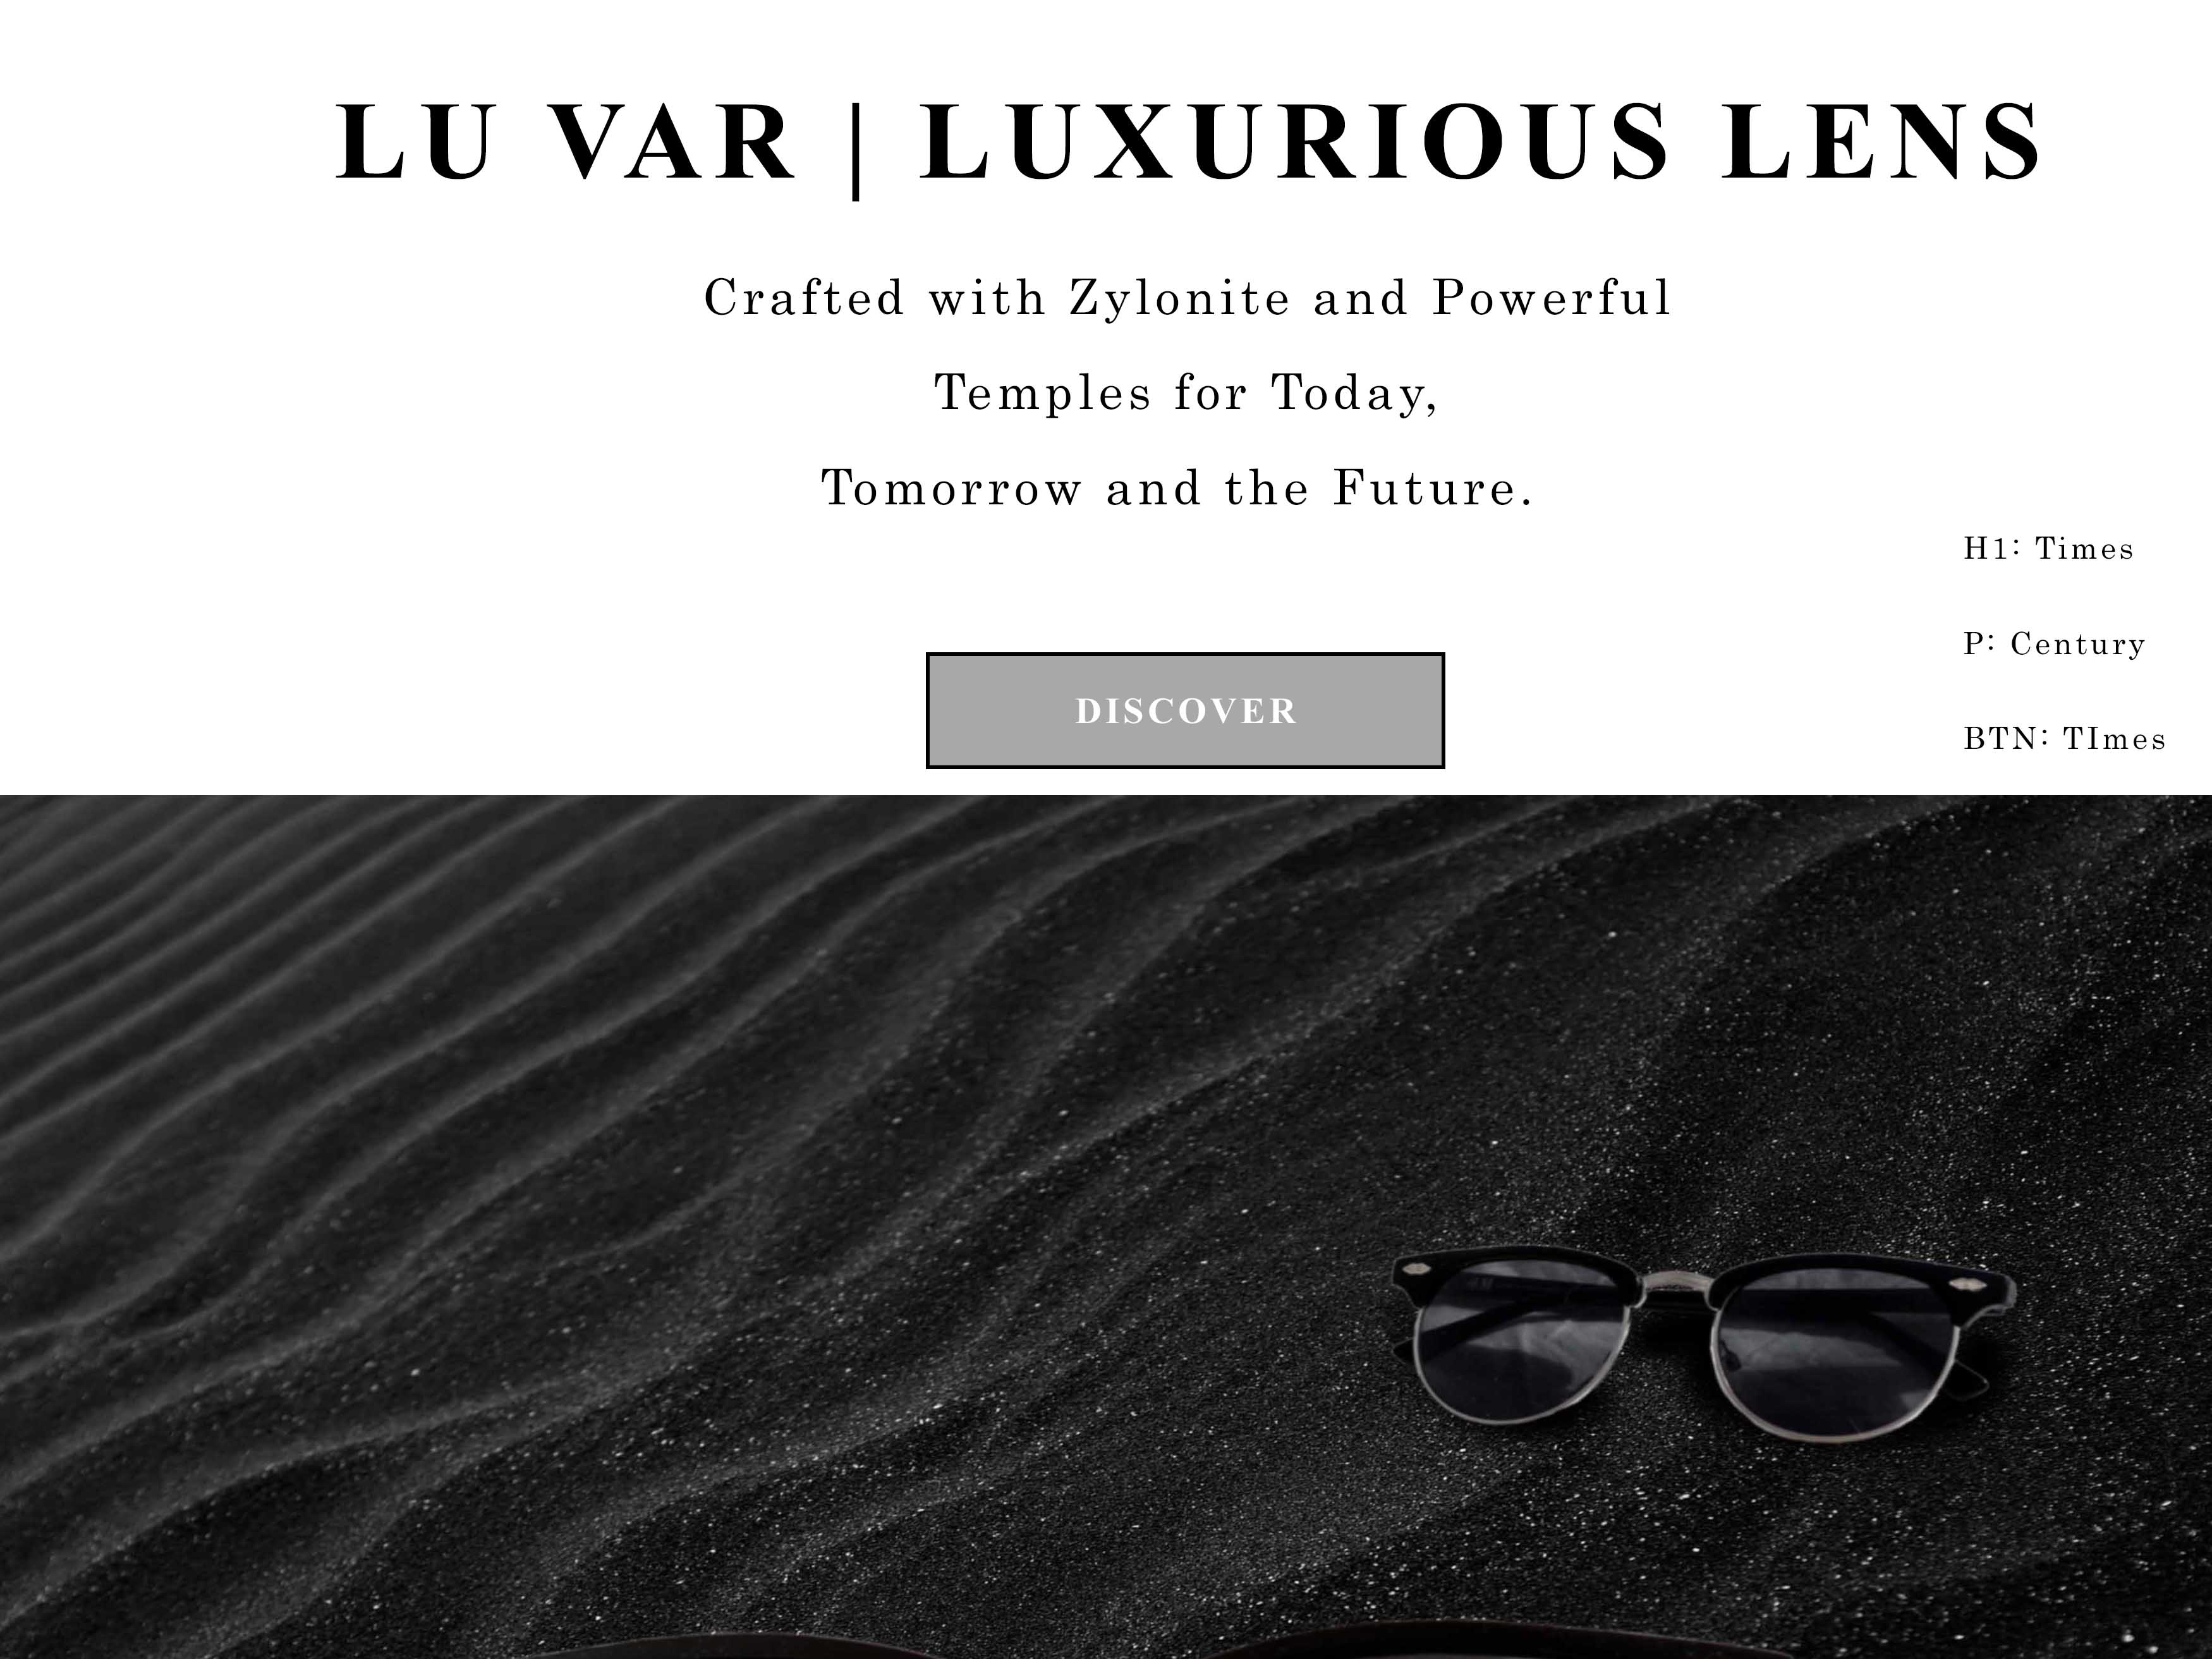 LU VAR | LUXURIOUS LENS
Crafted with Zylonite and Powerful
Temples for Today,
Tomorrow and the Future.
H1: Times
P: Century
BTN: TImes
DISCOVER